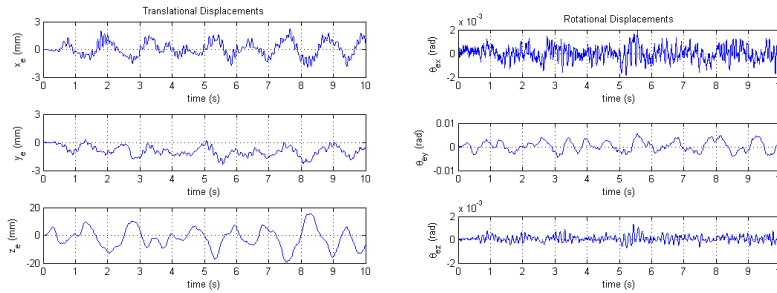 Translational Displacements
3
0
-3
x_e (mm)
0 1 2 3 4 5 6 7 8 9 10
time (s)
3
0
-3
y_e (mm)
0 1 2 3 4 5 6 7 8 9 10
time (s)
20
0
-20
z_e (mm)
0 1 2 3 4 5 6 7 8 9 10
time (s)
Rotational Displacements
x 10⁻³
2
0
-2
θ_ex (rad)
0 1 2 3 4 5 6 7 8 9 10
time (s)
0.01
0
-0.01
θ_ey (rad)
0 1 2 3 4 5 6 7 8 9 10
time (s)
x 10⁻³
2
0
-2
θ_ez (rad)
0 1 2 3 4 5 6 7 8 9 10
time (s)